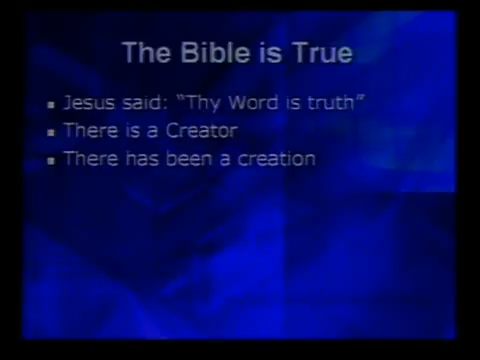 The Bible is True
▪ Jesus said: “Thy Word is truth”
▪ There is a Creator
▪ There has been a creation